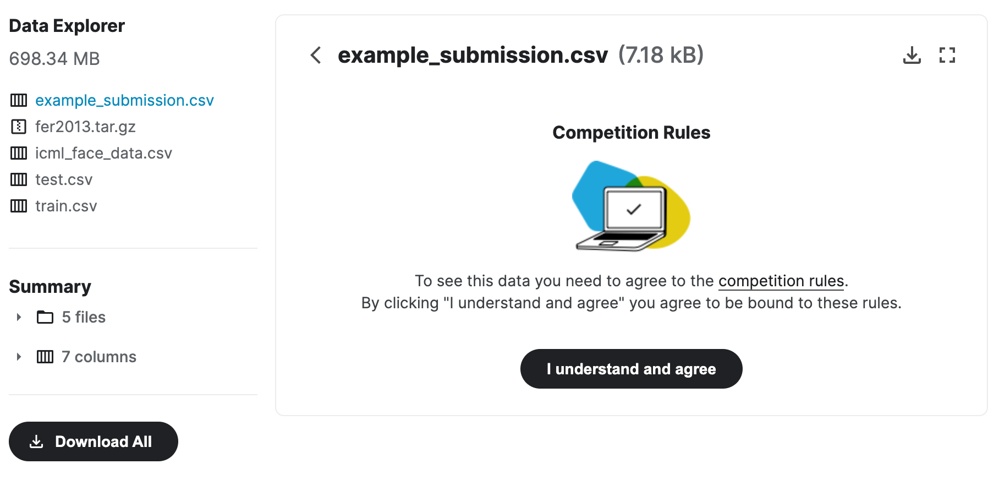 Data Explorer
698.34 MB
example_submission.csv
fer2013.tar.gz
icml_face_data.csv
test.csv
train.csv
Summary
5 files
7 columns
Download All
example_submission.csv (7.18 kB)
Competition Rules
To see this data you need to agree to the competition rules.
By clicking "I understand and agree" you agree to be bound to these rules.
I understand and agree